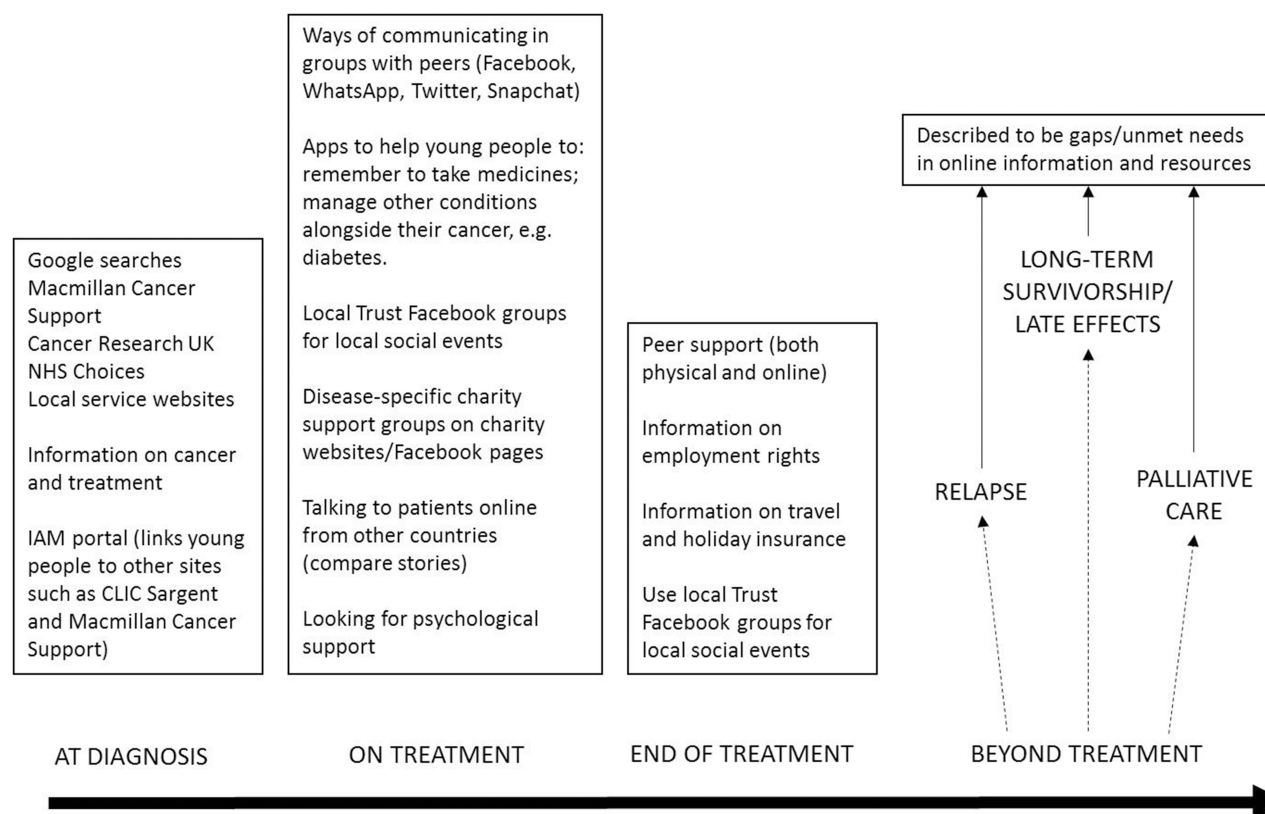 Google searches
Macmillan Cancer
Support
Cancer Research UK
NHS Choices
Local service websites
Information on cancer
and treatment
IAM portal (links young
people to other sites
such as CLIC Sargent
and Macmillan Cancer
Support)
Ways of communicating in
groups with peers (Facebook,
WhatsApp, Twitter, Snapchat)
Apps to help young people to:
remember to take medicines;
manage other conditions
alongside their cancer, e.g.
diabetes.
Local Trust Facebook groups
for local social events
Disease-specific charity
support groups on charity
websites/Facebook pages
Talking to patients online
from other countries
(compare stories)
Looking for psychological
support
Peer support (both
physical and online)
Information on
employment rights
Information on travel
and holiday insurance
Use local Trust
Facebook groups for
local social events
Described to be gaps/unmet needs
in online information and resources
LONG-TERM
SURVIVORSHIP/
LATE EFFECTS
RELAPSE
PALLIATIVE
CARE
AT DIAGNOSIS
ON TREATMENT
END OF TREATMENT
BEYOND TREATMENT